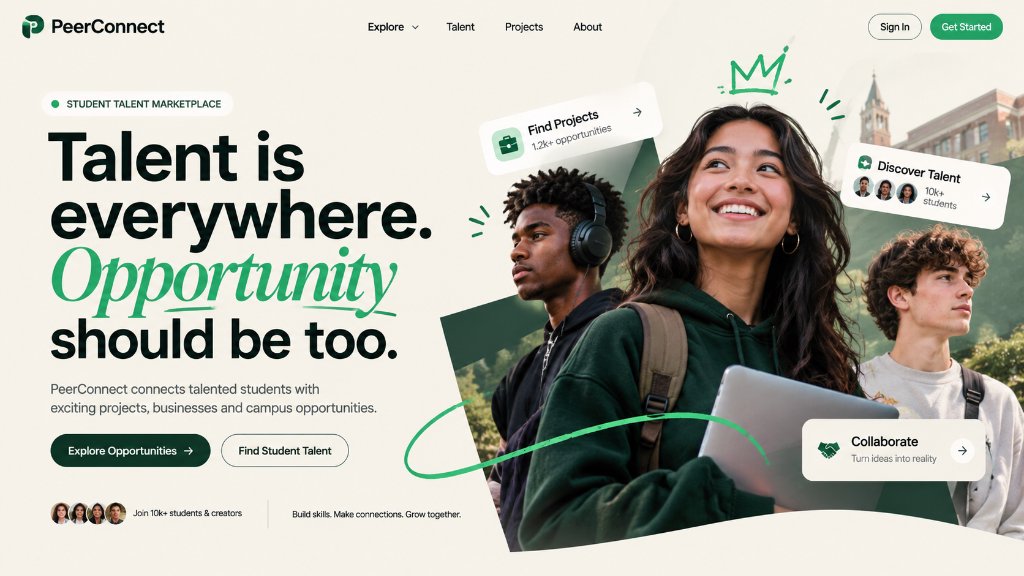 PeerConnect
Explore
Talent
Projects
About
Sign In
Get Started
STUDENT TALENT MARKETPLACE
Talent is
everywhere.
Opportunity
should be too.
PeerConnect connects talented students with
exciting projects, businesses and campus opportunities.
Explore Opportunities
Find Student Talent
Join 10k+ students & creators
Build skills. Make connections. Grow together.
Find Projects
1.2k+ opportunities
Discover Talent
10k+
students
Collaborate
Turn ideas into reality